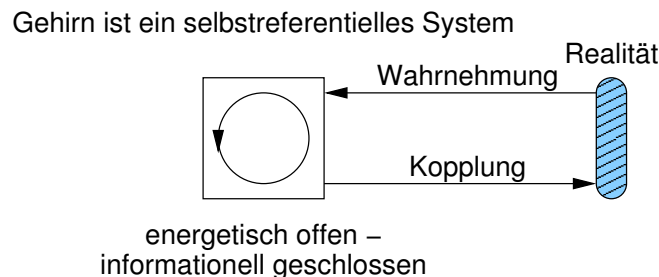 Gehirn ist ein selbstreferentielles System
Realität
Wahrnehmung
Kopplung
energetisch offen –
informationell geschlossen